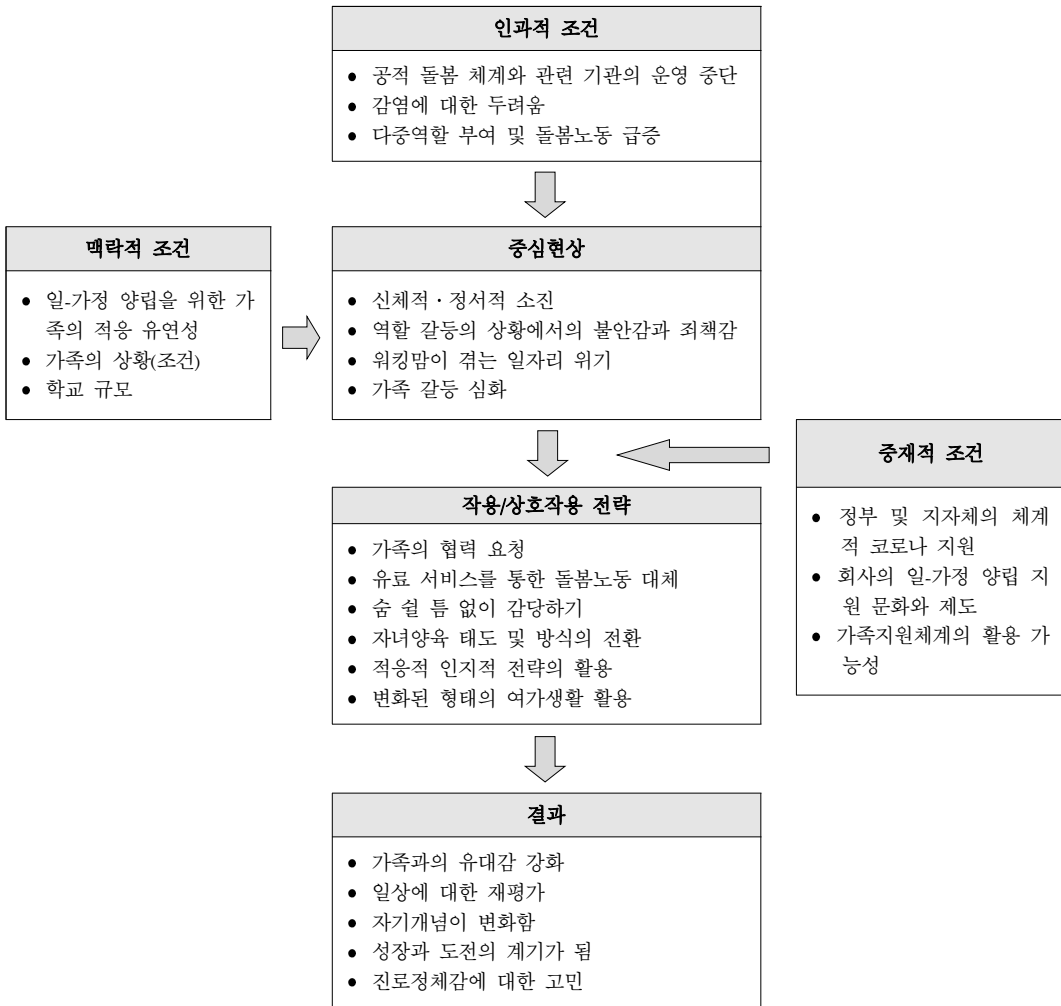 인과적 조건
● 공적 돌봄 체계와 관련 기관의 운영 중단
● 감염에 대한 두려움
● 다중역할 부여 및 돌봄노동 급증
맥락적 조건
● 일-가정 양립을 위한 가
족의 적응 유연성
● 가족의 상황(조건)
● 학교 규모
중심현상
● 신체적·정서적 소진
● 역할 갈등의 상황에서의 불안감과 죄책감
● 워킹맘이 겪는 일자리 위기
● 가족 갈등 심화
중재적 조건
● 정부 및 지자체의 체계
적 코로나 지원
● 회사의 일-가정 양립 지
원 문화와 제도
● 가족지원체계의 활용 가
능성
작용/상호작용 전략
● 가족의 협력 요청
● 유료 서비스를 통한 돌봄노동 대체
● 숨 쉴 틈 없이 감당하기
● 자녀양육 태도 및 방식의 전환
● 적응적 인지적 전략의 활용
● 변화된 형태의 여가생활 활용
결과
● 가족과의 유대감 강화
● 일상에 대한 재평가
● 자기개념이 변화함
● 성장과 도전의 계기가 됨
● 진로정체감에 대한 고민